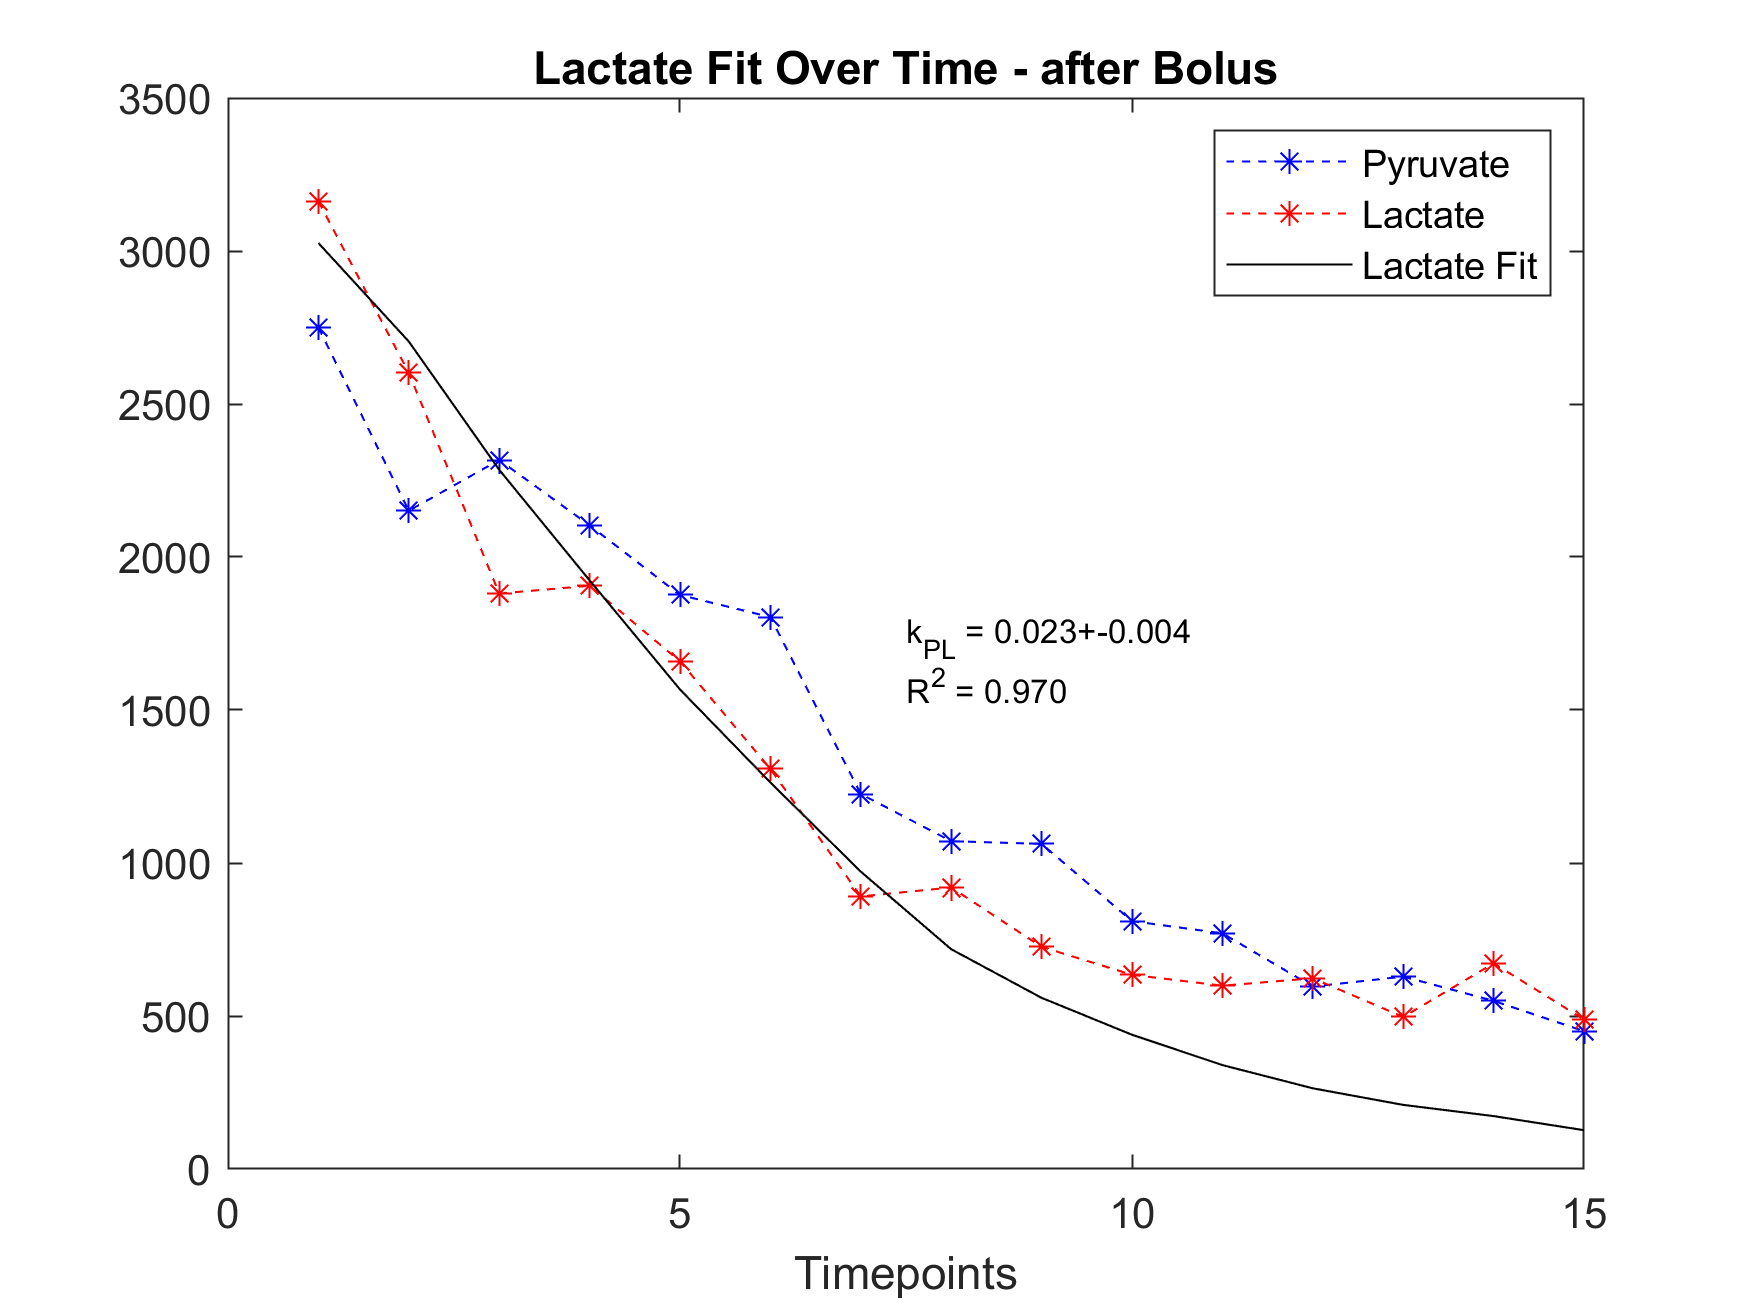 Lactate Fit Over Time - after Bolus
3500
3000
2500
2000
1500
1000
500
0
Pyruvate
Lactate
Lactate Fit
kPL = 0.023+-0.004
R2 = 0.970
0
5
10
15
Timepoints